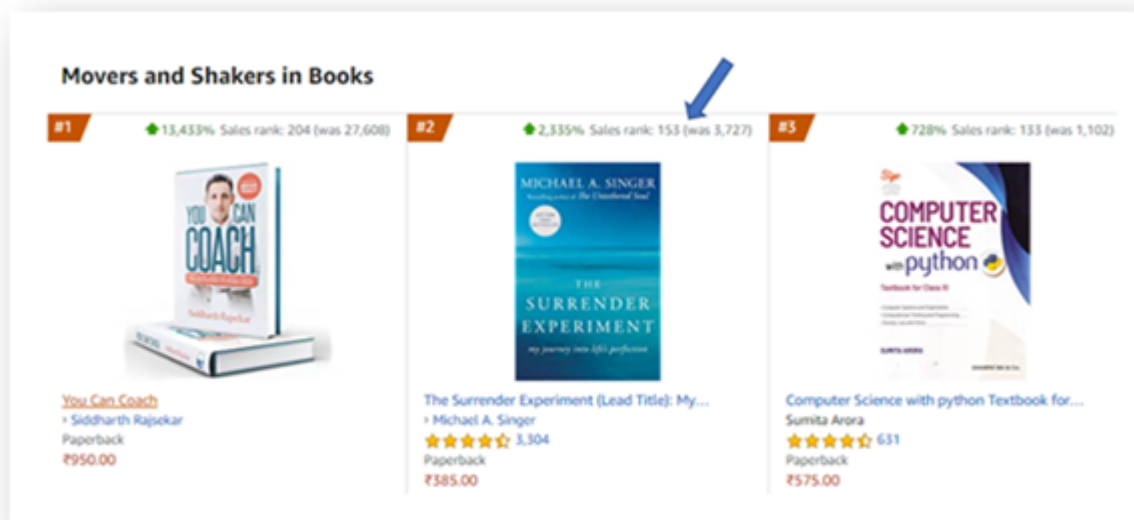 Movers and Shakers in Books
#1
13,433% Sales rank: 204 (was 27,608)
YOU CAN
COACH
Siddharth Rajsekar
You Can Coach
› Siddharth Rajsekar
Paperback
₹950.00
#2
2,335% Sales rank: 153 (was 3,727)
MICHAEL A. SINGER
Bestselling author of The Untethered Soul
THE
SURRENDER
EXPERIMENT
my journey into life's perfection
The Surrender Experiment (Lead Title): My...
› Michael A. Singer
3,304
Paperback
₹385.00
#3
728% Sales rank: 133 (was 1,102)
COMPUTER
SCIENCE
with python
Textbook for Class XI
SUMITA ARORA
Computer Science with python Textbook for...
Sumita Arora
631
Paperback
₹575.00